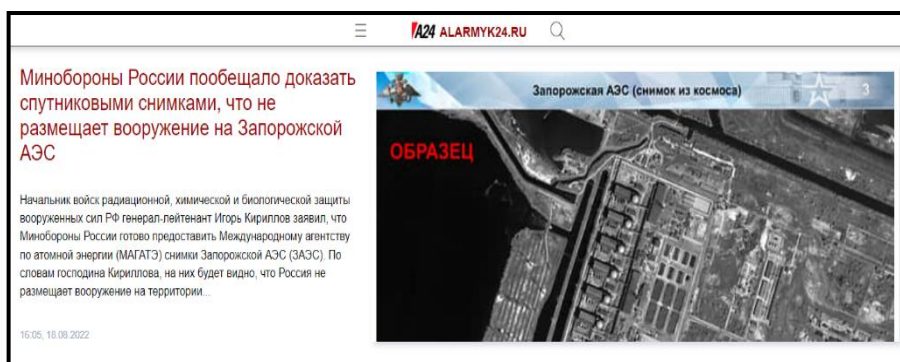 A24 ALARMYK24.RU
Минобороны России пообещало доказать
спутниковыми снимками, что не
размещает вооружение на Запорожской
АЭС
Начальник войск радиационной, химической и биологической защиты
вооруженных сил РФ генерал-лейтенант Игорь Кириллов заявил, что
Минобороны России готово предоставить Международному агентству
по атомной энергии (МАГАТЭ) снимки Запорожской АЭС (ЗАЭС). По
словам господина Кириллова, на них будет видно, что Россия не
размещает вооружение на территории...
16:05, 18.08.2022
Запорожская АЭС (снимок из космоса)
3
ОБРАЗЕЦ